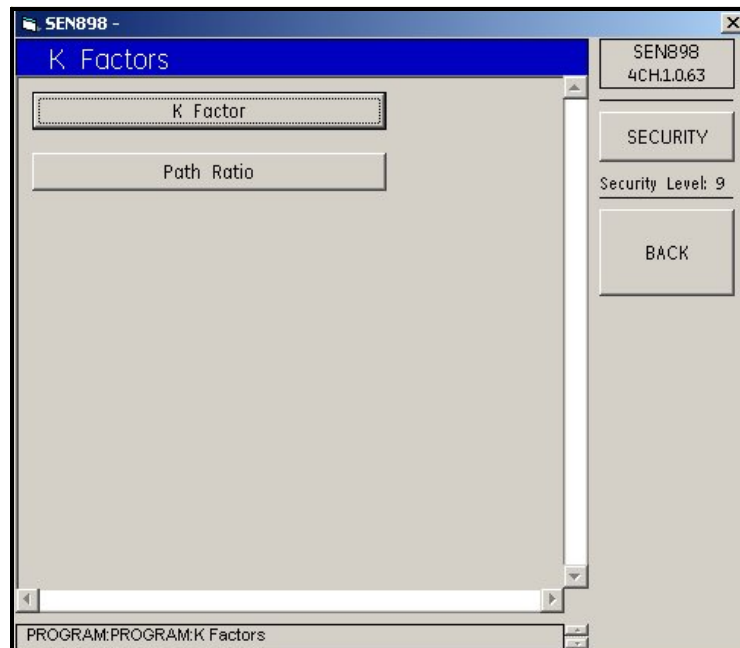 SEN898 -
K Factors
K Factor
Path Ratio
SEN898
4CH.1.0.63
SECURITY
Security Level: 9
BACK
PROGRAM:PROGRAM:K Factors